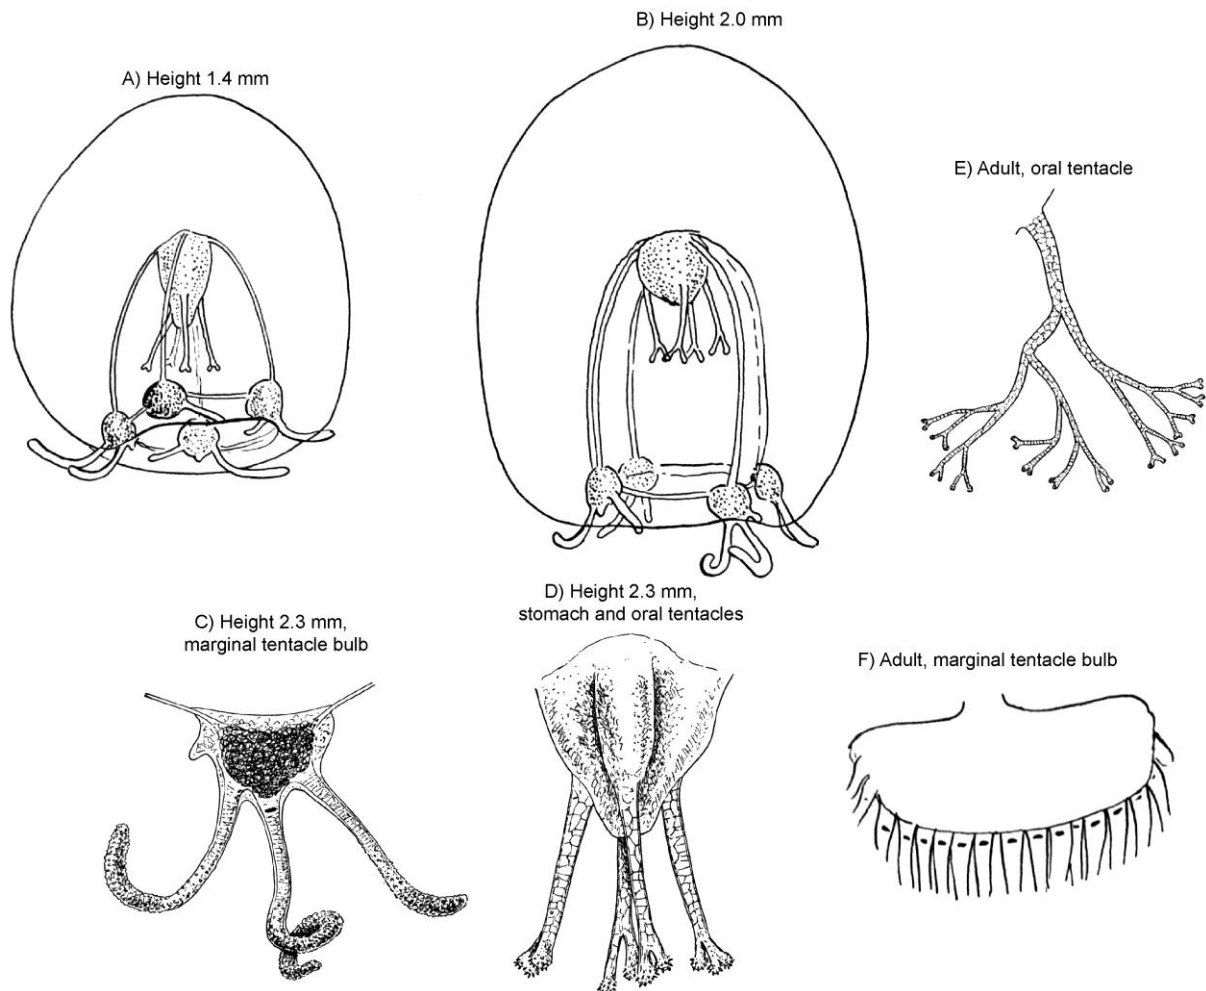 A) Height 1.4 mm
B) Height 2.0 mm
E) Adult, oral tentacle
C) Height 2.3 mm,
marginal tentacle bulb
D) Height 2.3 mm,
stomach and oral tentacles
F) Adult, marginal tentacle bulb